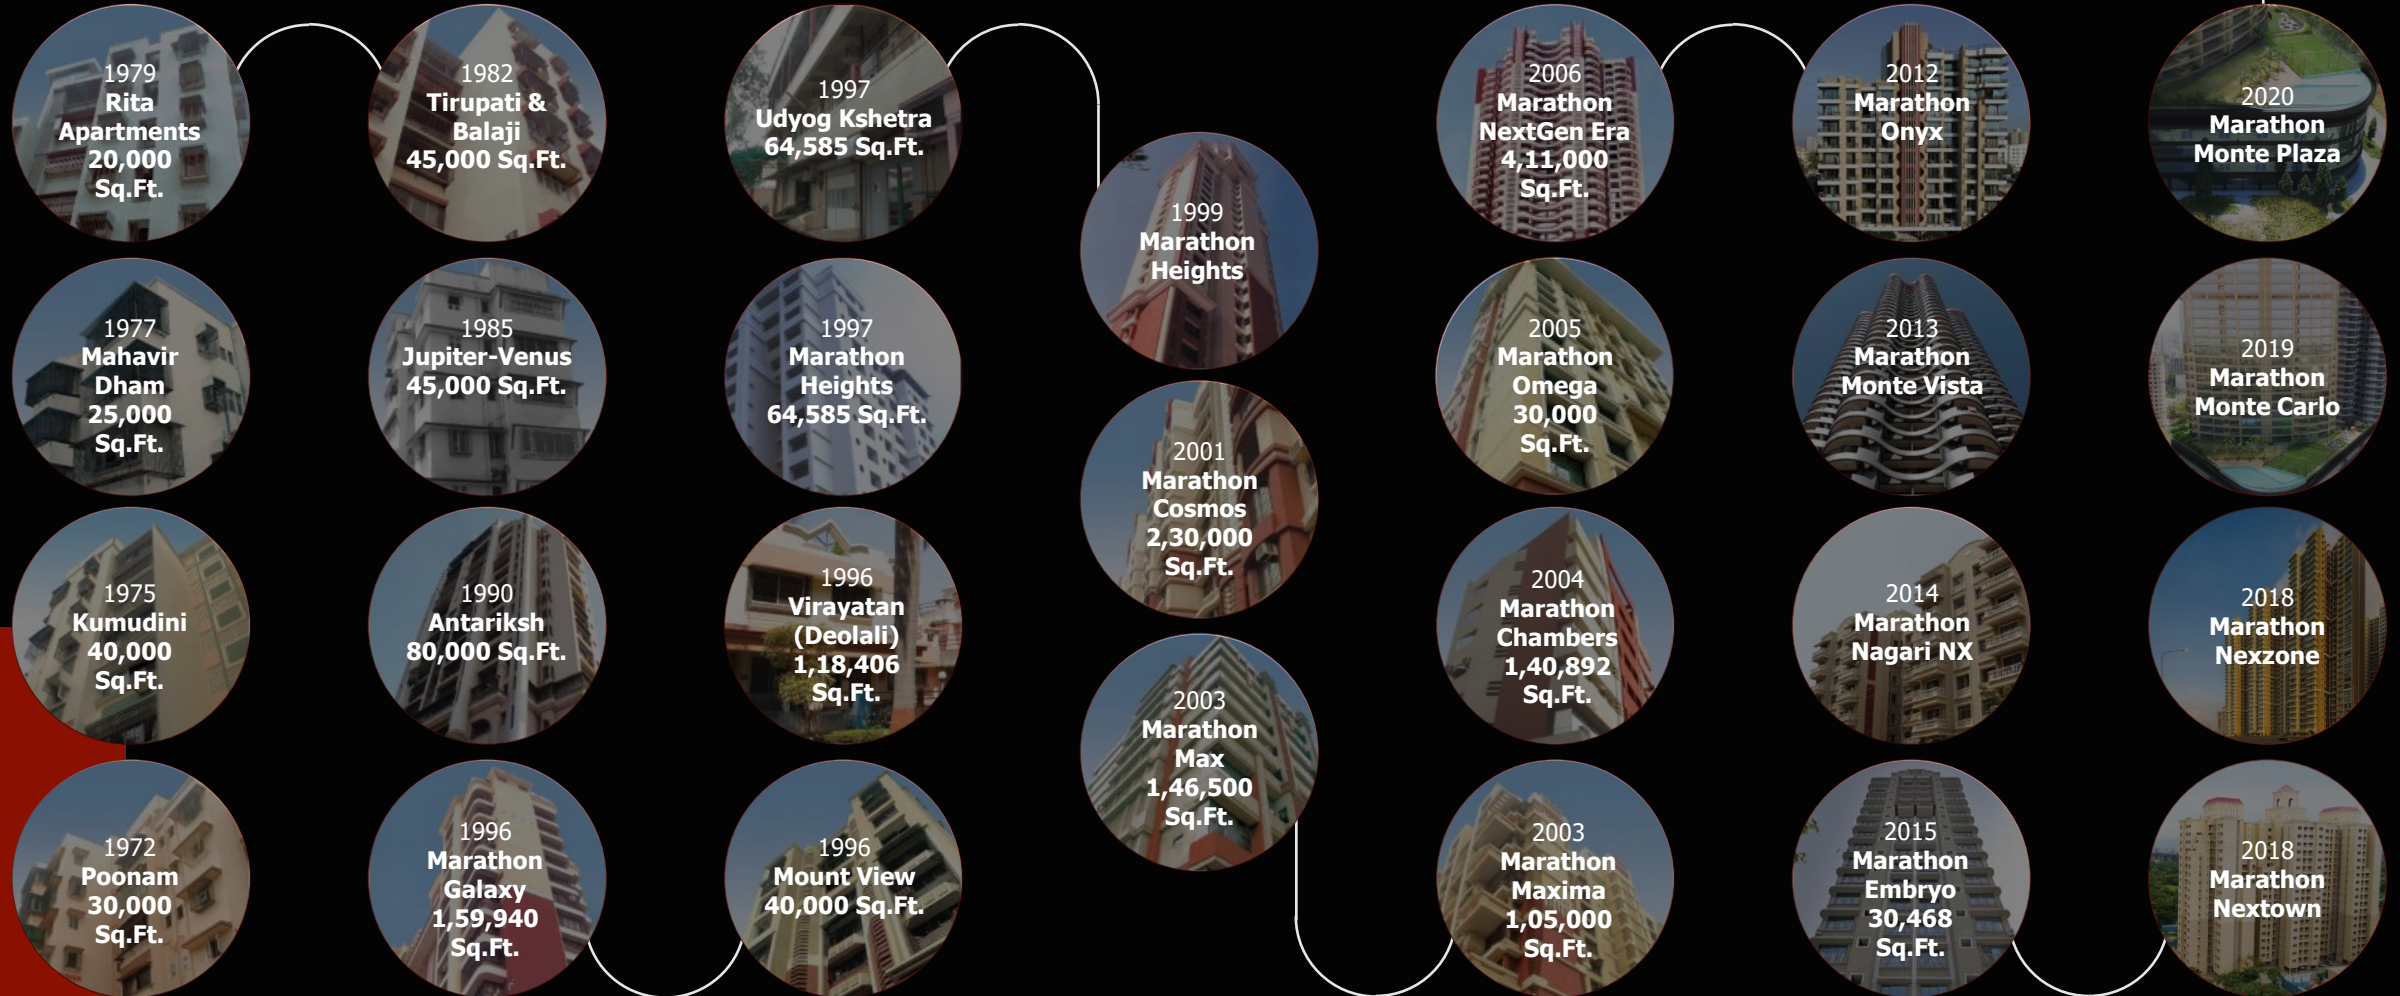 1979
Rita
Apartments
20,000
Sq.Ft.
1982
Tirupati &
Balaji
45,000 Sq.Ft.
1997
Udyog Kshetra
64,585 Sq.Ft.
1999
Marathon
Heights
2006
Marathon
NextGen Era
4,11,000
Sq.Ft.
2012
Marathon
Onyx
2020
Marathon
Monte Plaza
1977
Mahavir
Dham
25,000
Sq.Ft.
1985
Jupiter-Venus
45,000 Sq.Ft.
1997
Marathon
Heights
64,585 Sq.Ft.
2001
Marathon
Cosmos
2,30,000
Sq.Ft.
2005
Marathon
Omega
30,000
Sq.Ft.
2013
Marathon
Monte Vista
2019
Marathon
Monte Carlo
1975
Kumudini
40,000
Sq.Ft.
1990
Antariksh
80,000 Sq.Ft.
1996
Virayatan
(Deolali)
1,18,406
Sq.Ft.
2003
Marathon
Max
1,46,500
Sq.Ft.
2004
Marathon
Chambers
1,40,892
Sq.Ft.
2014
Marathon
Nagari NX
2018
Marathon
Nexzone
1972
Poonam
30,000
Sq.Ft.
1996
Marathon
Galaxy
1,59,940
Sq.Ft.
1996
Mount View
40,000 Sq.Ft.
2003
Marathon
Maxima
1,05,000
Sq.Ft.
2015
Marathon
Embryo
30,468
Sq.Ft.
2018
Marathon
Nextown